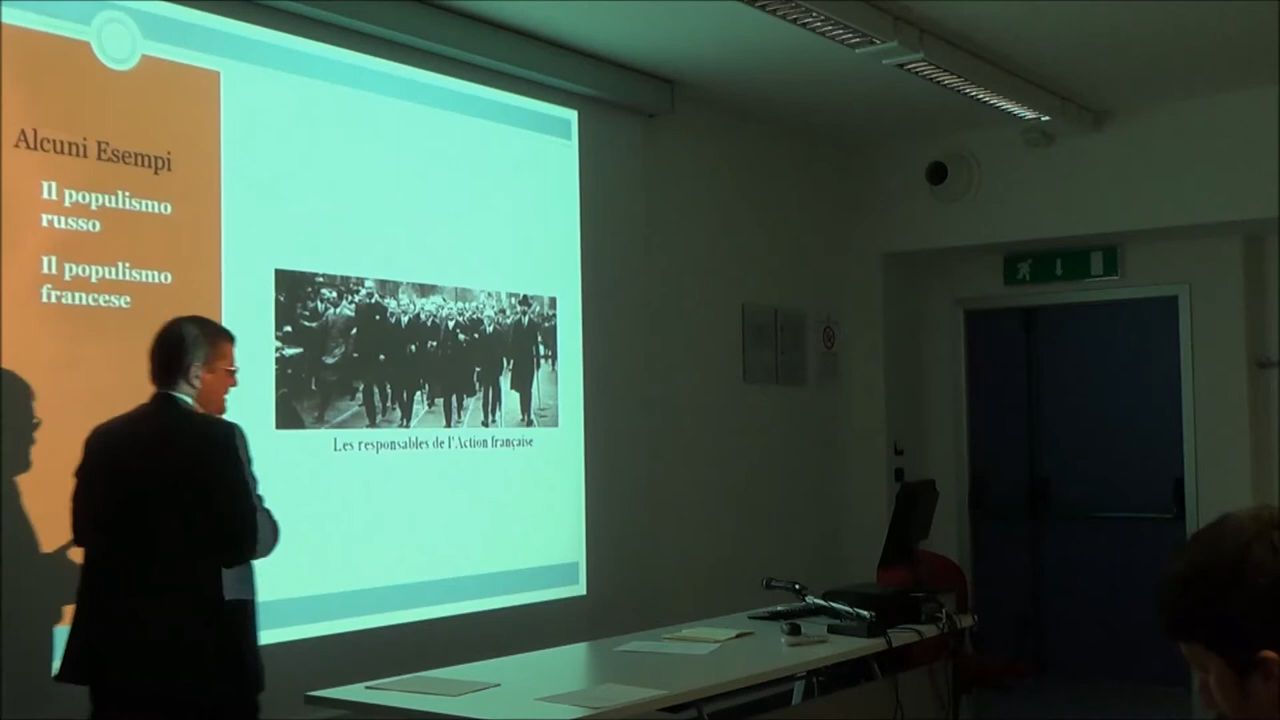 Alcuni Esempi
Il populismo
russo
Il populismo
francese
Les responsables de l'Action française